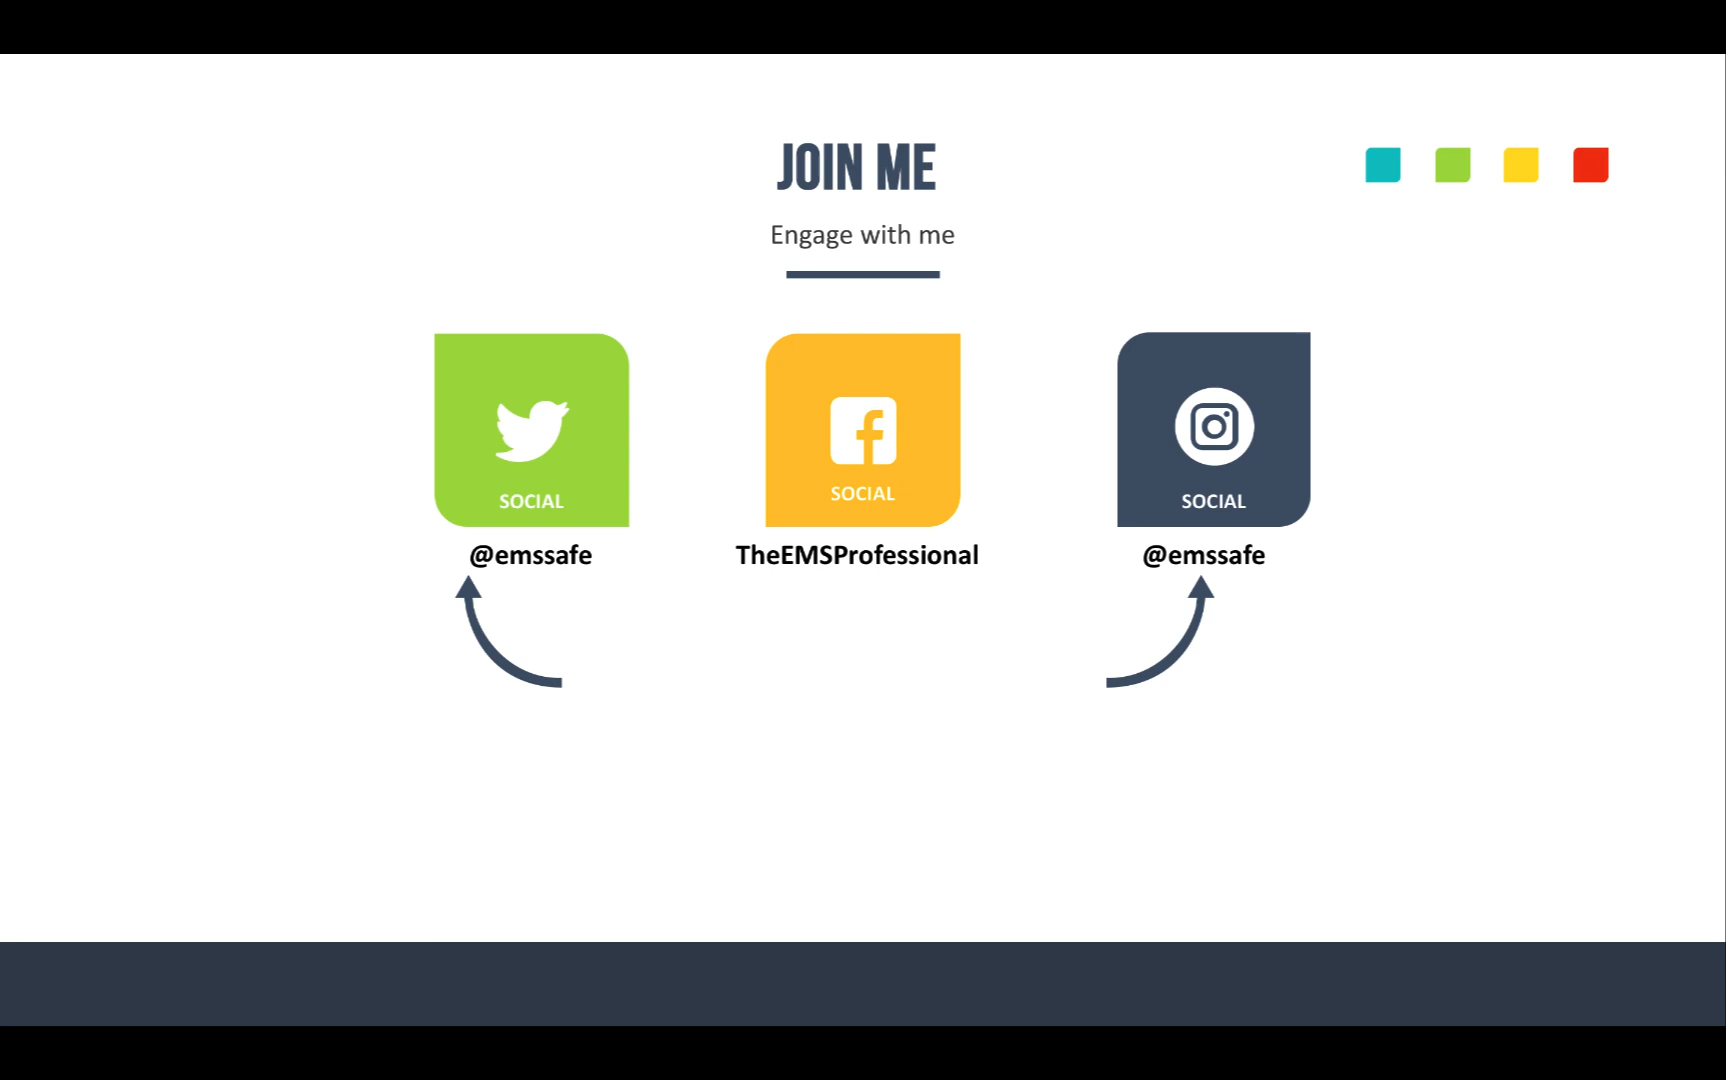 JOIN ME
Engage with me
SOCIAL
@emssafe
SOCIAL
TheEMSProfessional
SOCIAL
@emssafe